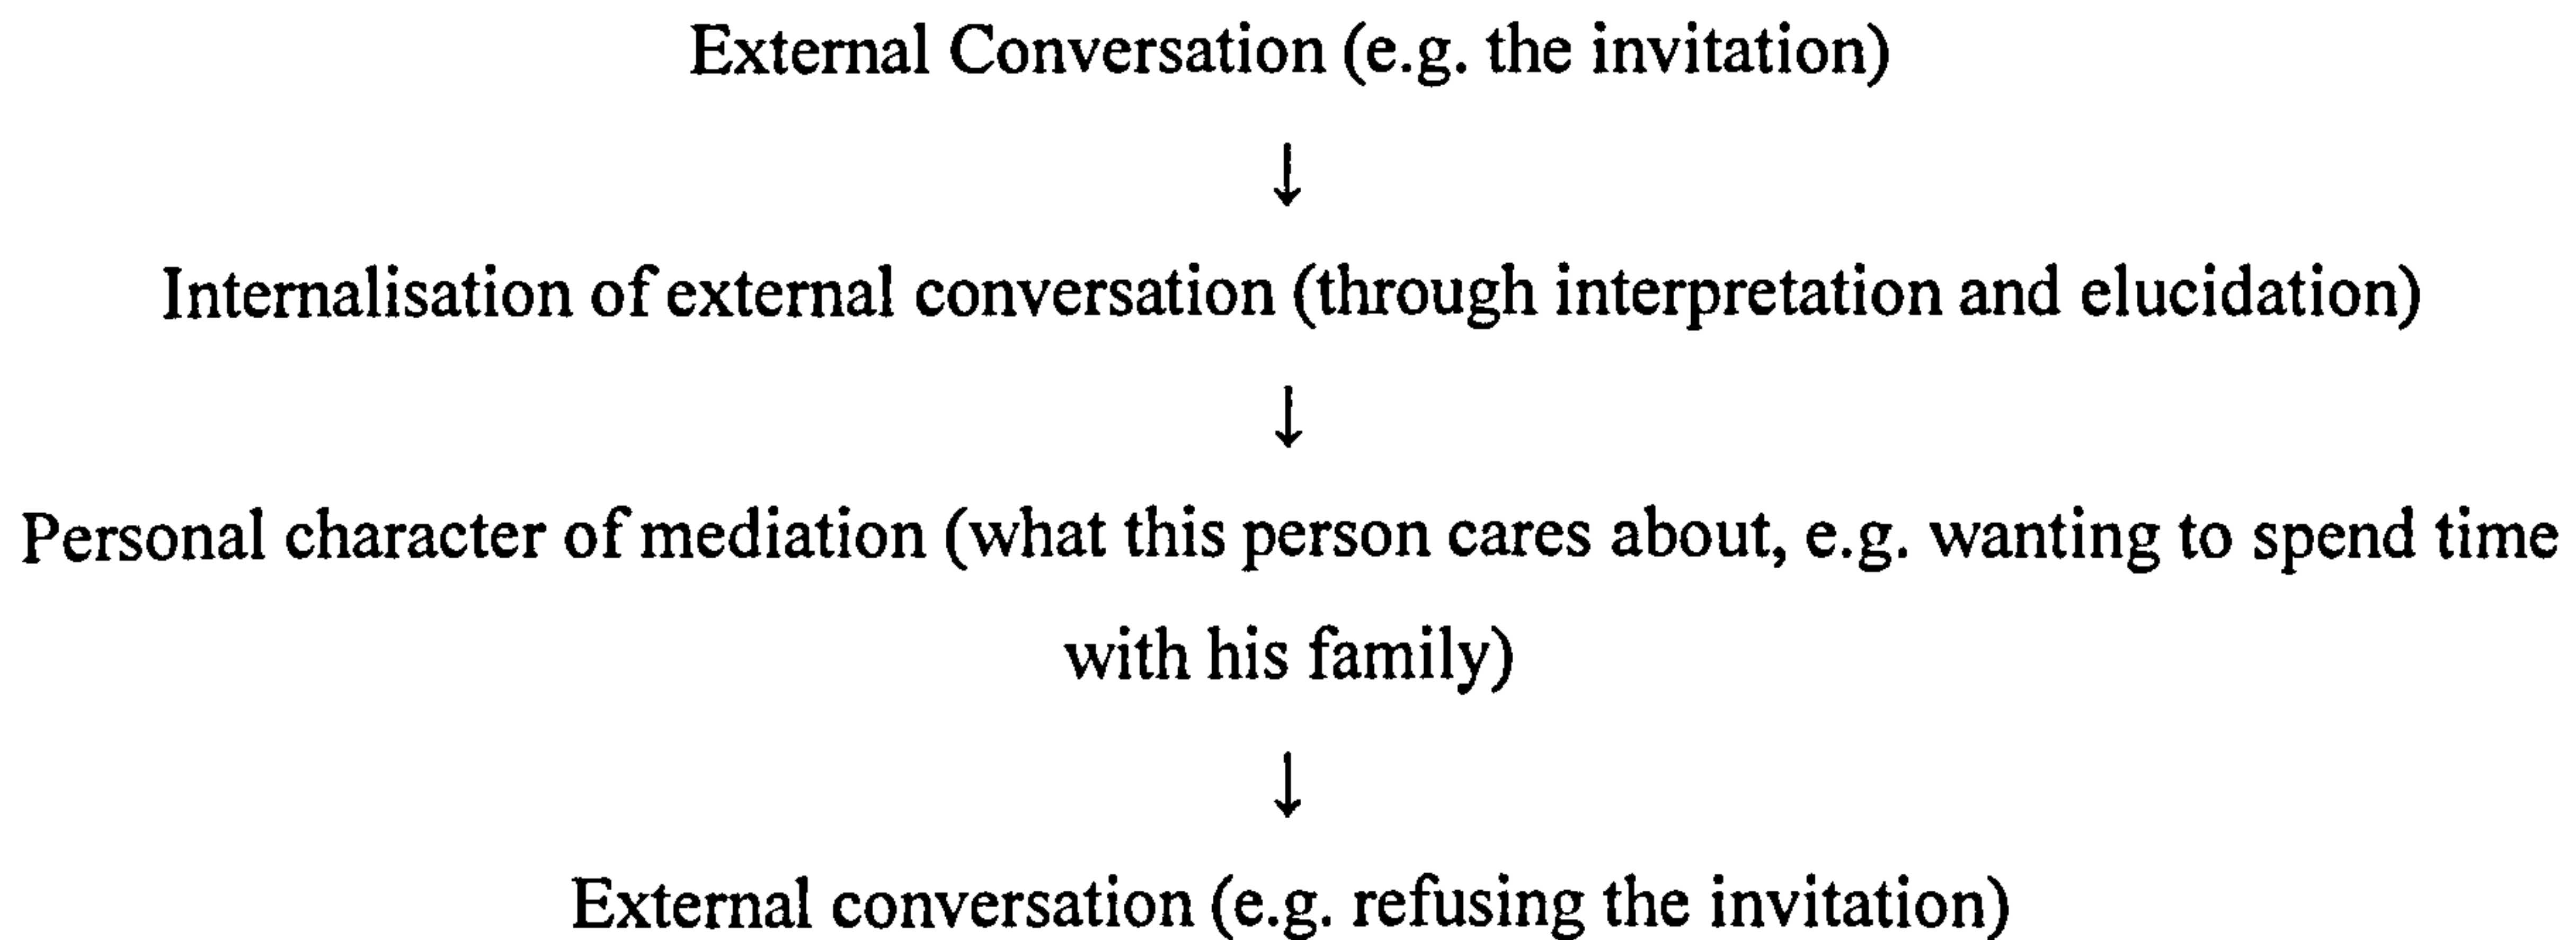 External Conversation (e.g. the invitation)
↓
Internalisation of external conversation (through interpretation and elucidation)
↓
Personal character of mediation (what this person cares about, e.g. wanting to spend time
with his family)
↓
External conversation (e.g. refusing the invitation)